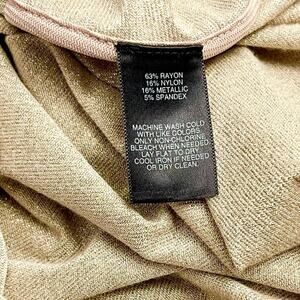 63% RAYON
16% NYLON
16% METALLIC
5% SPANDEX
MACHINE WASH COLD
WITH LIKE COLORS.
ONLY NON-CHLORINE
BLEACH WHEN NEEDED.
LAY FLAT TO DRY.
COOL IRON IF NEEDED
OR DRY CLEAN.